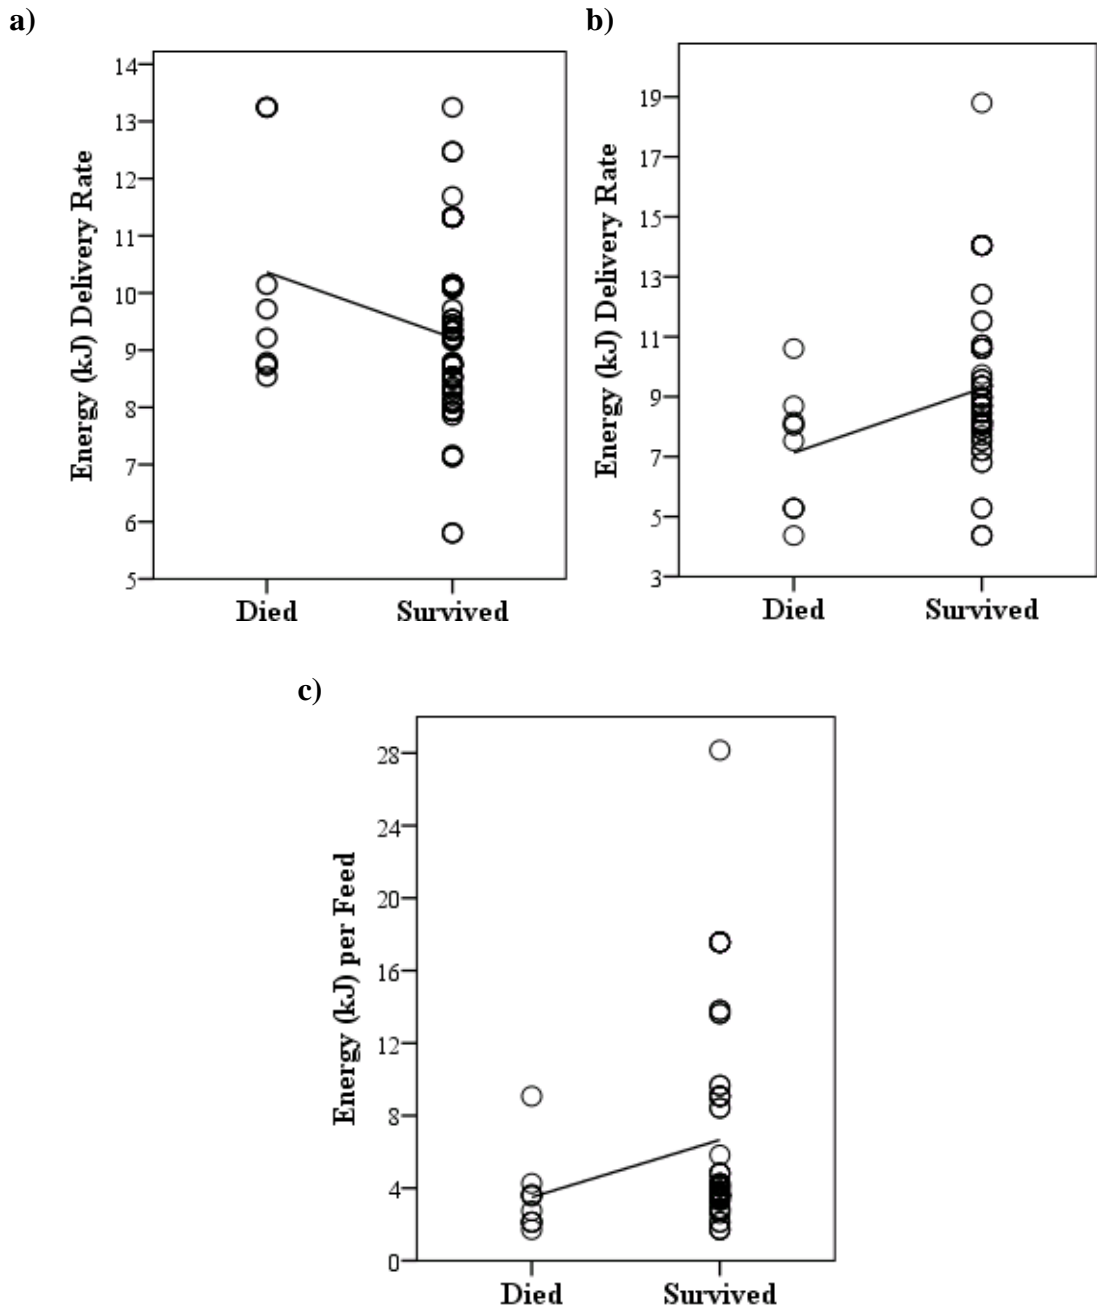 a)
14
13
12
11
10
9
8
7
6
5
Energy (kJ) Delivery Rate
Died
Survived
b)
19
17
15
13
11
9
7
5
3
Energy (kJ) Delivery Rate
Died
Survived
c)
28
24
20
16
12
8
4
0
Energy (kJ) per Feed
Died
Survived